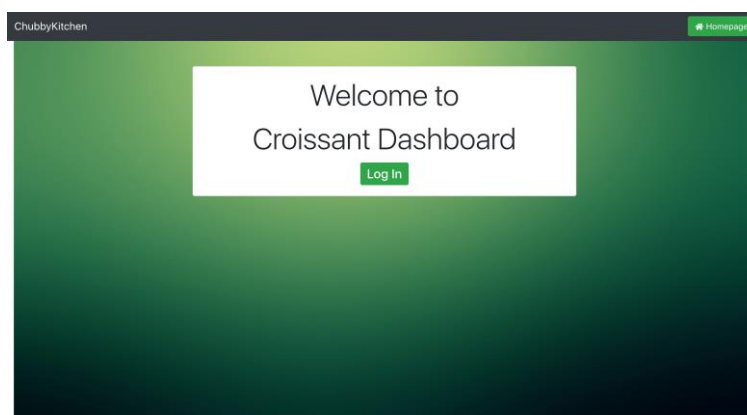 ChubbyKitchen
Homepage
Welcome to
Croissant Dashboard
Log In